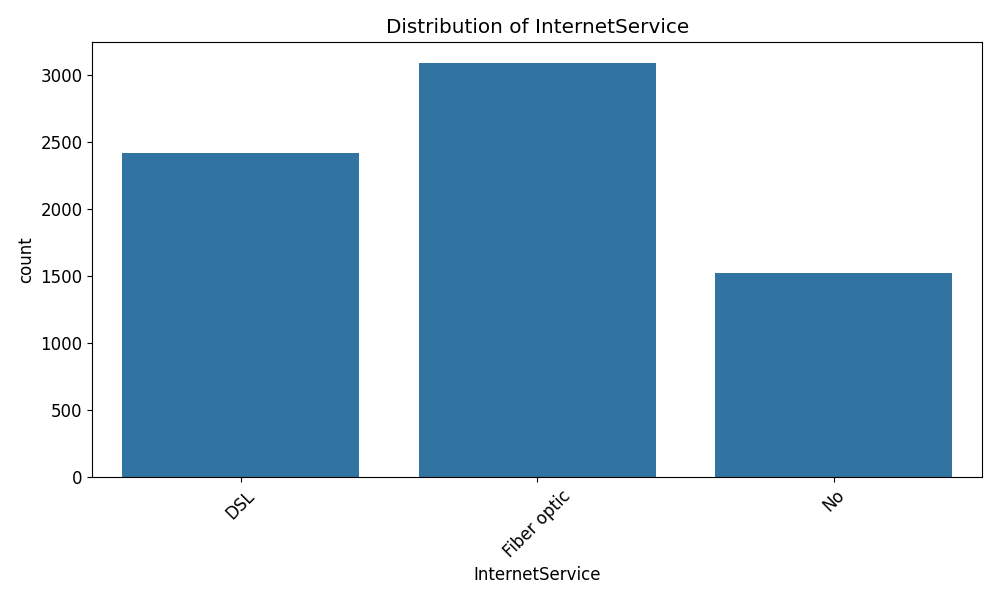 Distribution of InternetService
count
3000
2500
2000
1500
1000
500
0
DSL
Fiber optic
No
InternetService